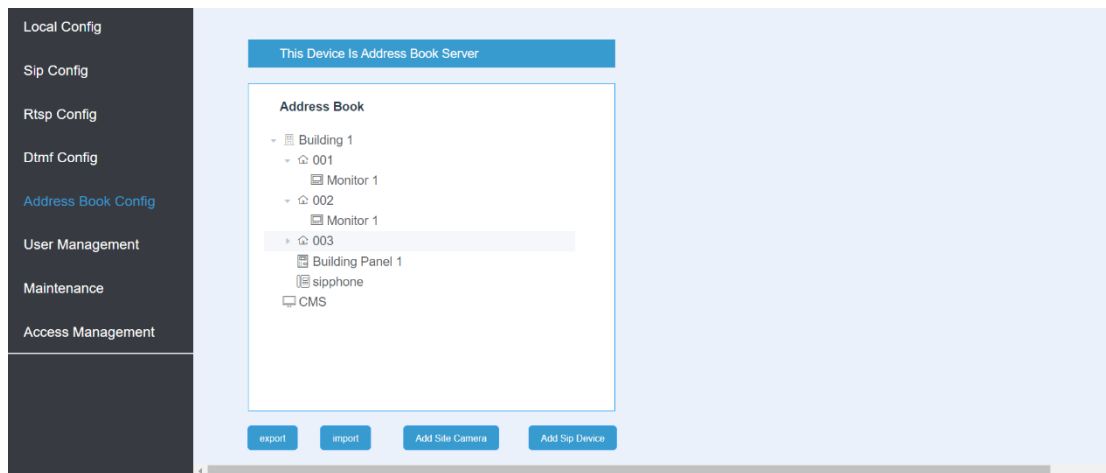 Local Config
Sip Config
Rtsp Config
Dtmf Config
Address Book Config
User Management
Maintenance
Access Management
This Device Is Address Book Server
Address Book
Building 1
001
Monitor 1
002
Monitor 1
003
Building Panel 1
sipphone
CMS
export import Add Site Camera Add Sip Device